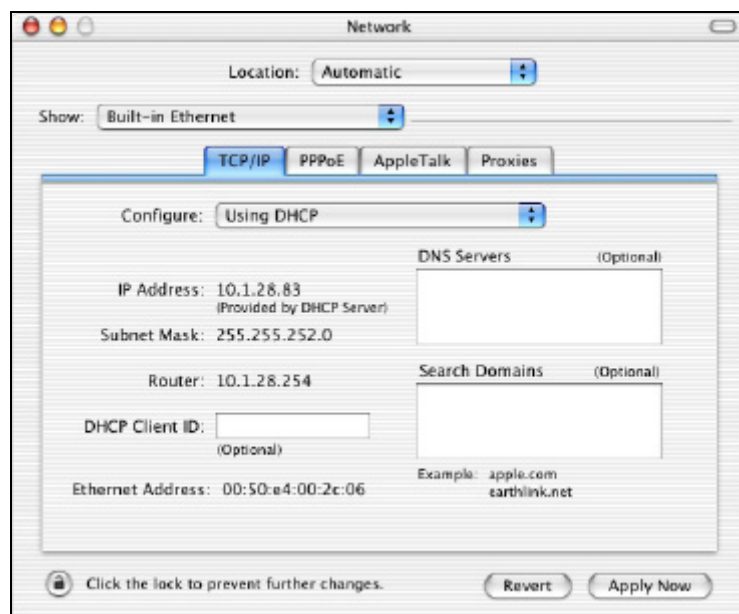 Network
Location: Automatic
Show: Built-in Ethernet
TCP/IP PPPoE AppleTalk Proxies
Configure: Using DHCP
DNS Servers (Optional)
IP Address: 10.1.28.83
(Provided by DHCP Server)
Subnet Mask: 255.255.252.0
Router: 10.1.28.254
Search Domains (Optional)
DHCP Client ID:
(Optional)
Example: apple.com
earthlink.net
Ethernet Address: 00:50:e4:00:2c:06
Click the lock to prevent further changes.
Revert Apply Now